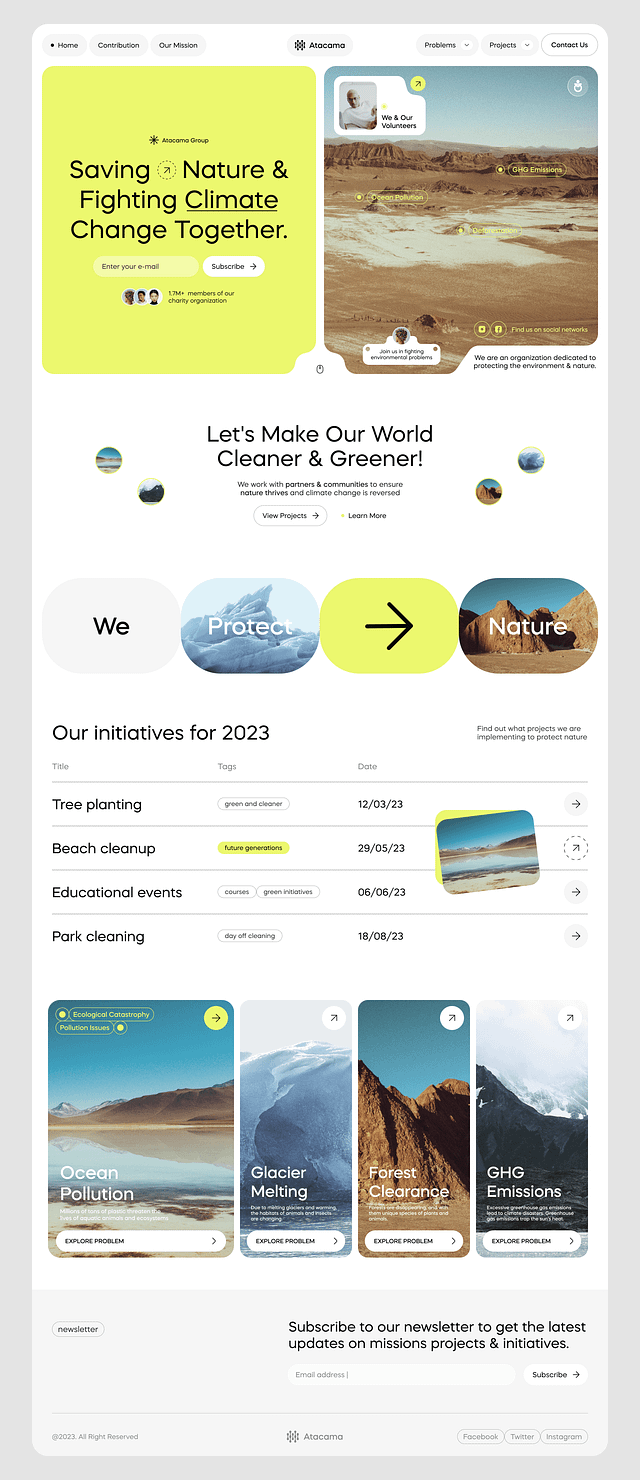 Home
Contribution
Our Mission
Atacama
Problems
Projects
Contact Us
Atacama Group
Saving Nature &
Fighting Climate
Change Together.
Enter your e-mail
Subscribe
1.7M+ members of our
charity organization
We & Our
Volunteers
GHG Emissions
Ocean Pollution
Deforestation
Find us on social networks
Join us in fighting
environmental problems
We are an organization dedicated to
protecting the environment & nature.
Let's Make Our World
Cleaner & Greener!
We work with partners & communities to ensure
nature thrives and climate change is reversed
View Projects
Learn More
We
Protect
Nature
Our initiatives for 2023
Find out what projects we are
implementing to protect nature
Title
Tags
Date
Tree planting
green and cleaner
12/03/23
Beach cleanup
future generations
29/05/23
Educational events
courses
green initiatives
06/06/23
Park cleaning
day off cleaning
18/08/23
Ecological Catastrophy
Pollution Issues
Ocean
Pollution
Millions of tons of plastic threaten the
lives of aquatic animals and ecosystems.
EXPLORE PROBLEM
Glacier
Melting
Due to melting glaciers and warming,
the habitats of animals and insects
are changing
EXPLORE PROBLEM
Forest
Clearance
Forests are disappearing, and with
them unique species of plants and
animals.
EXPLORE PROBLEM
GHG
Emissions
Excessive greenhouse gas emissions
lead to climate disasters. Greenhouse
gas emissions trap the sun's heat.
EXPLORE PROBLEM
newsletter
Subscribe to our newsletter to get the latest
updates on missions projects & initiatives.
Email address |
Subscribe
@2023. All Right Reserved
Atacama
Facebook
Twitter
Instagram